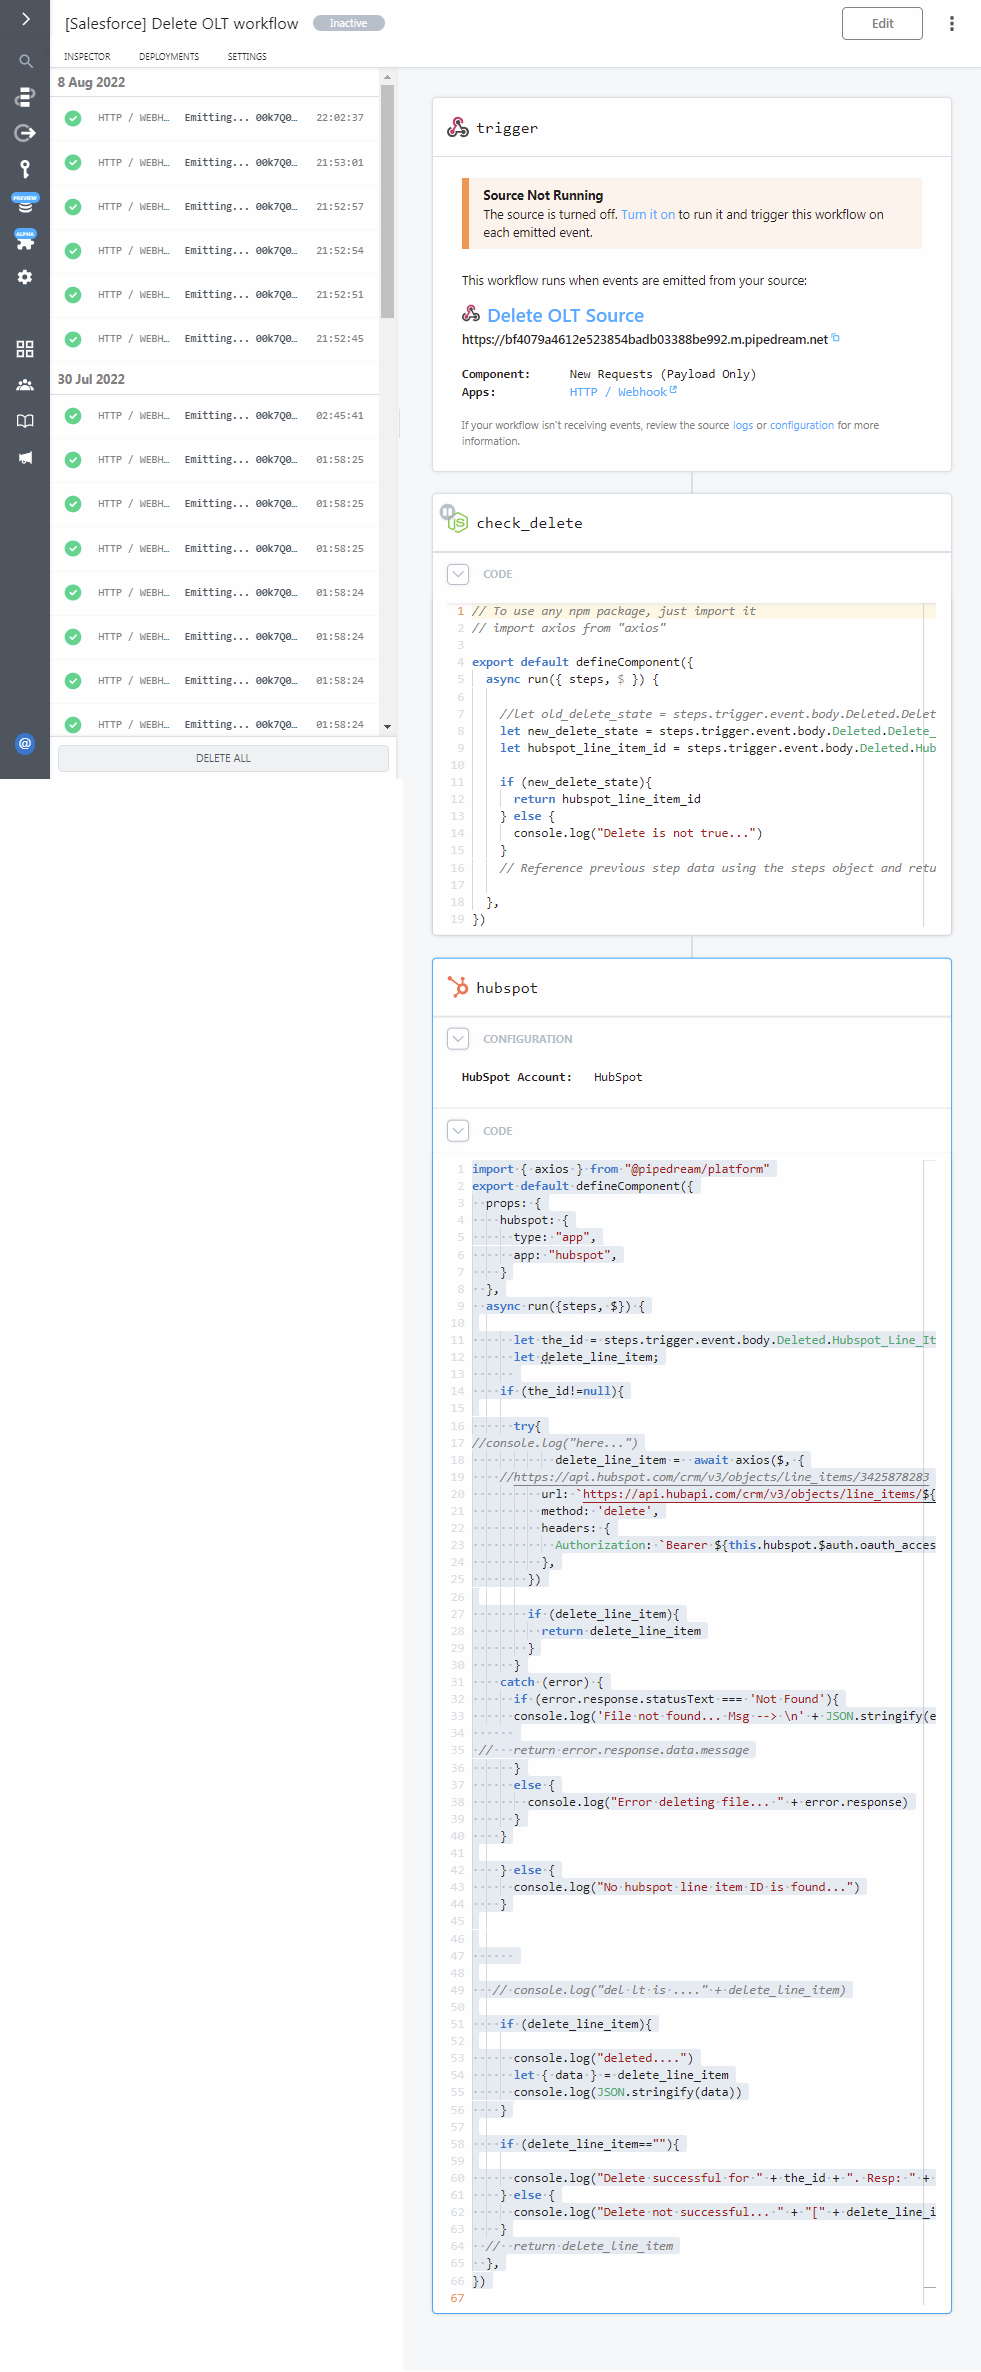 [Salesforce] Delete OLT workflow
Inactive
Edit
INSPECTOR
DEPLOYMENTS
SETTINGS
PREVIEW
ALPHA
@
8 Aug 2022
HTTP / WEBH… Emitting... 00k7Q0… 22:02:37
HTTP / WEBH… Emitting... 00k7Q0… 21:53:01
HTTP / WEBH… Emitting... 00k7Q0… 21:52:57
HTTP / WEBH… Emitting... 00k7Q0… 21:52:54
HTTP / WEBH… Emitting... 00k7Q0… 21:52:51
HTTP / WEBH… Emitting... 00k7Q0… 21:52:45
30 Jul 2022
HTTP / WEBH… Emitting... 00k7Q0… 02:45:41
HTTP / WEBH… Emitting... 00k7Q0… 01:58:25
HTTP / WEBH… Emitting... 00k7Q0… 01:58:25
HTTP / WEBH… Emitting... 00k7Q0… 01:58:25
HTTP / WEBH… Emitting... 00k7Q0… 01:58:24
HTTP / WEBH… Emitting... 00k7Q0… 01:58:24
HTTP / WEBH… Emitting... 00k7Q0… 01:58:24
HTTP / WEBH… Emitting... 00k7Q0… 01:58:24
DELETE ALL
trigger
Source Not Running
The source is turned off. Turn it on to run it and trigger this workflow on
each emitted event.
This workflow runs when events are emitted from your source:
Delete OLT Source
https://bf4079a4612e523854badb03388be992.m.pipedream.net
Component: New Requests (Payload Only)
Apps: HTTP / Webhook
If your workflow isn't receiving events, review the source logs or configuration for more
information.
JS
check_delete
CODE
1 // To use any npm package, just import it
2 // import axios from "axios"
3
4 export default defineComponent({
5 async run({ steps, $ }) {
6
7 //let old_delete_state = steps.trigger.event.body.Deleted.Delet
8 let new_delete_state = steps.trigger.event.body.Deleted.Delete_
9 let hubspot_line_item_id = steps.trigger.event.body.Deleted.Hub
10
11 if (new_delete_state){
12 return hubspot_line_item_id
13 } else {
14 console.log("Delete is not true...")
15 }
16 // Reference previous step data using the steps object and retu
17
18 },
19 })
hubspot
CONFIGURATION
HubSpot Account: HubSpot
CODE
1 import { axios } from "@pipedream/platform"
2 export default defineComponent({
3 props: {
4 hubspot: {
5 type: "app",
6 app: "hubspot",
7 }
8 },
9 async run({steps, $}) {
10
11 let the_id = steps.trigger.event.body.Deleted.Hubspot_Line_It
12 let delete_line_item;
13
14 if (the_id!=null){
15
16 try{
17 //console.log("here...")
18 delete_line_item = await axios($, {
19 //https://api.hubspot.com/crm/v3/objects/line_items/3425878283
20 url: `https://api.hubapi.com/crm/v3/objects/line_items/${
21 method: 'delete',
22 headers: {
23 Authorization: `Bearer ${this.hubspot.$auth.oauth_acces
24 },
25 })
26
27 if (delete_line_item){
28 return delete_line_item
29 }
30 }
31 catch (error) {
32 if (error.response.statusText === 'Not Found'){
33 console.log('File not found... Msg --> \n' + JSON.stringify(e
34
35 // return error.response.data.message
36 }
37 else {
38 console.log("Error deleting file... " + error.response)
39 }
40 }
41
42 } else {
43 console.log("No hubspot line item ID is found...")
44 }
45
46
47
48
49 // console.log("del lt is ...." + delete_line_item)
50
51 if (delete_line_item){
52
53 console.log("deleted....")
54 let { data } = delete_line_item
55 console.log(JSON.stringify(data))
56 }
57
58 if (delete_line_item==""){
59
60 console.log("Delete successful for " + the_id + ". Resp: " +
61 } else {
62 console.log("Delete not successful... " + "[" + delete_line_i
63 }
64 // return delete_line_item
65 },
66 })
67